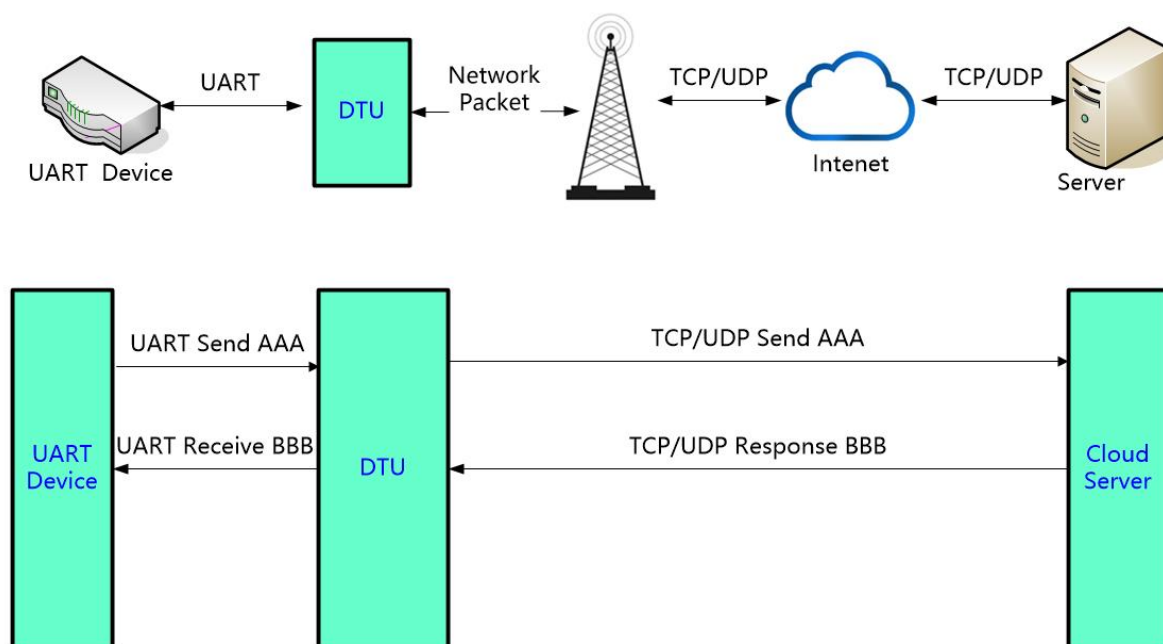 UART
DTU
Network
Packet
TCP/UDP
TCP/UDP
UART Device
Intenet
Server
UART Send AAA
TCP/UDP Send AAA
UART Receive BBB
TCP/UDP Response BBB
UART
Device
DTU
Cloud
Server